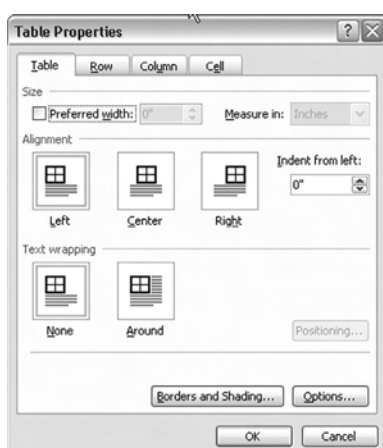 Table Properties
Table Row Column Cell
Size
Preferred width: 0" Measure in: Inches
Alignment
Indent from left:
0"
Left Center Right
Text wrapping
None Around Positioning...
Borders and Shading... Options...
OK Cancel